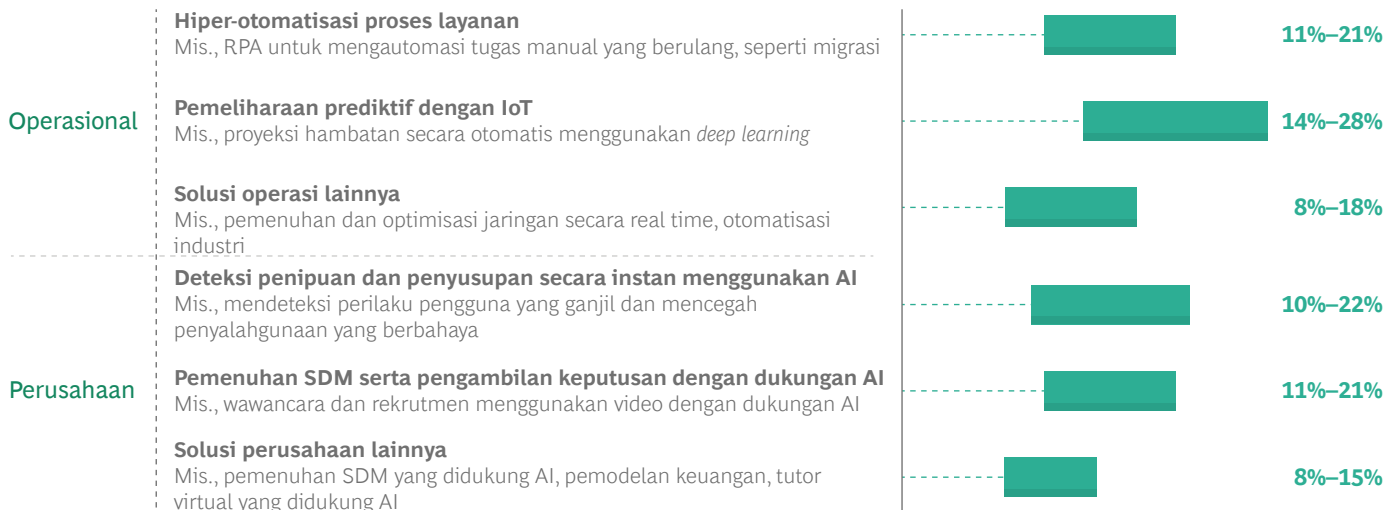 Hiper-otomatisasi proses layanan
Mis., RPA untuk mengautomasi tugas manual yang berulang, seperti migrasi
11%–21%
Operasional
Pemeliharaan prediktif dengan IoT
Mis., proyeksi hambatan secara otomatis menggunakan deep learning
14%–28%
Solusi operasi lainnya
Mis., pemenuhan dan optimisasi jaringan secara real time, otomatisasi
industri
8%–18%
Deteksi penipuan dan penyusupan secara instan menggunakan AI
Mis., mendeteksi perilaku pengguna yang ganjil dan mencegah
penyalahgunaan yang berbahaya
10%–22%
Perusahaan
Pemenuhan SDM serta pengambilan keputusan dengan dukungan AI
Mis., wawancara dan rekrutmen menggunakan video dengan dukungan AI
11%–21%
Solusi perusahaan lainnya
Mis., pemenuhan SDM yang didukung AI, pemodelan keuangan, tutor
virtual yang didukung AI
8%–15%